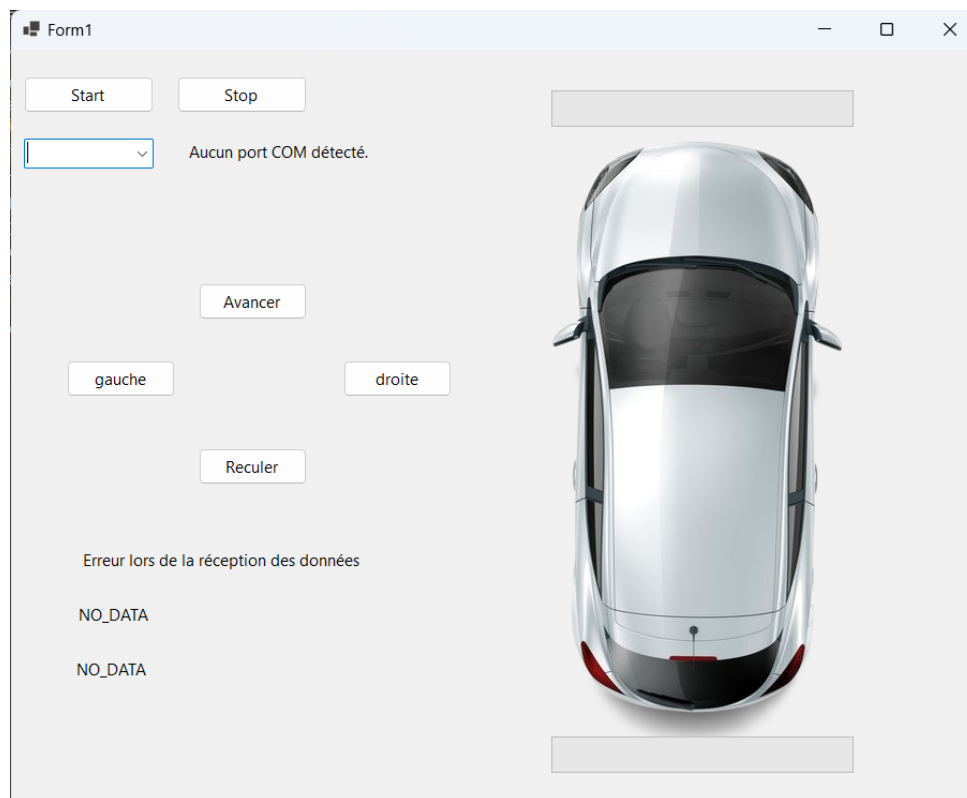 Form1
Start Stop
Aucun port COM détecté.
Avancer
gauche droite
Reculer
Erreur lors de la réception des données
NO_DATA
NO_DATA